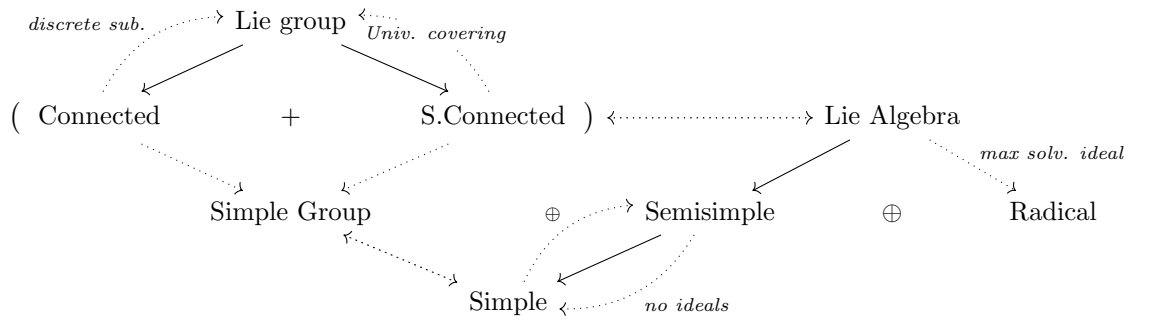 discrete sub. Lie group Univ. covering
( Connected + S.Connected ) Lie Algebra
max solv. ideal
Simple Group ⊕ Semisimple ⊕ Radical
Simple no ideals